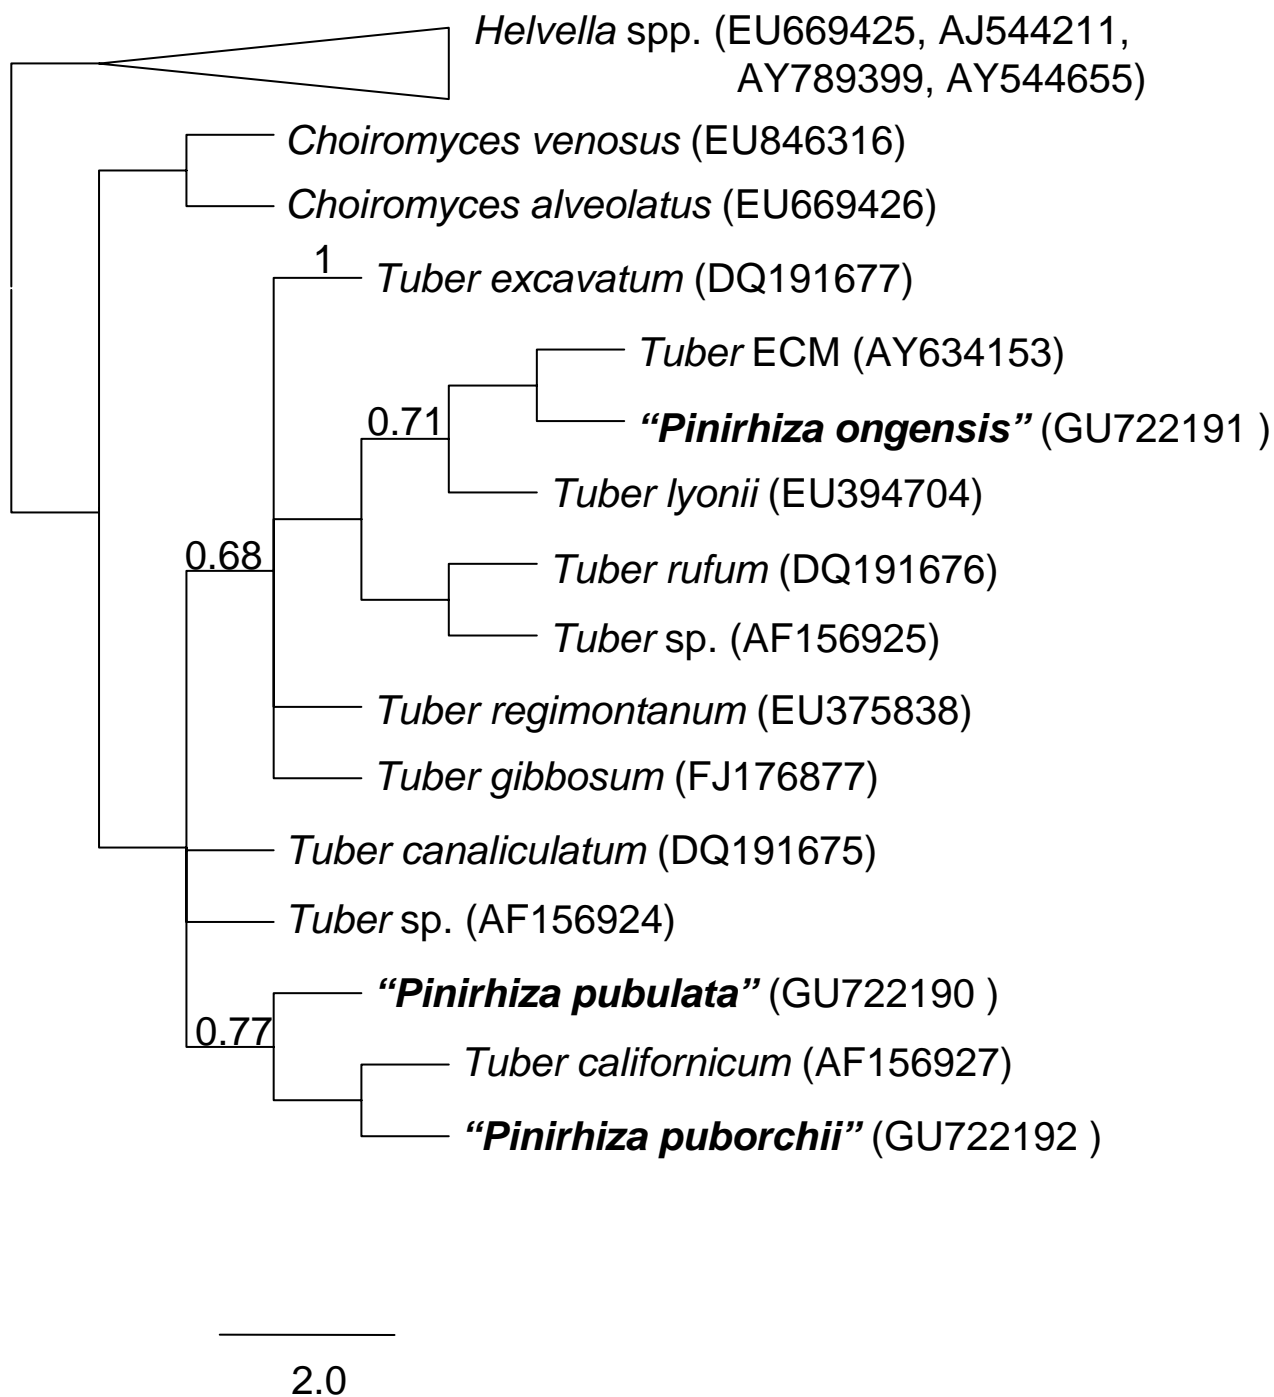 Helvella spp. (EU669425, AJ544211,
AY789399, AY544655)
Choiromyces venosus (EU846316)
Choiromyces alveolatus (EU669426)
1
Tuber excavatum (DQ191677)
Tuber ECM (AY634153)
0.71
“Pinirhiza ongensis” (GU722191 )
Tuber lyonii (EU394704)
0.68
Tuber rufum (DQ191676)
Tuber sp. (AF156925)
Tuber regimontanum (EU375838)
Tuber gibbosum (FJ176877)
Tuber canaliculatum (DQ191675)
Tuber sp. (AF156924)
“Pinirhiza pubulata” (GU722190 )
0.77
Tuber californicum (AF156927)
“Pinirhiza puborchii” (GU722192 )
2.0